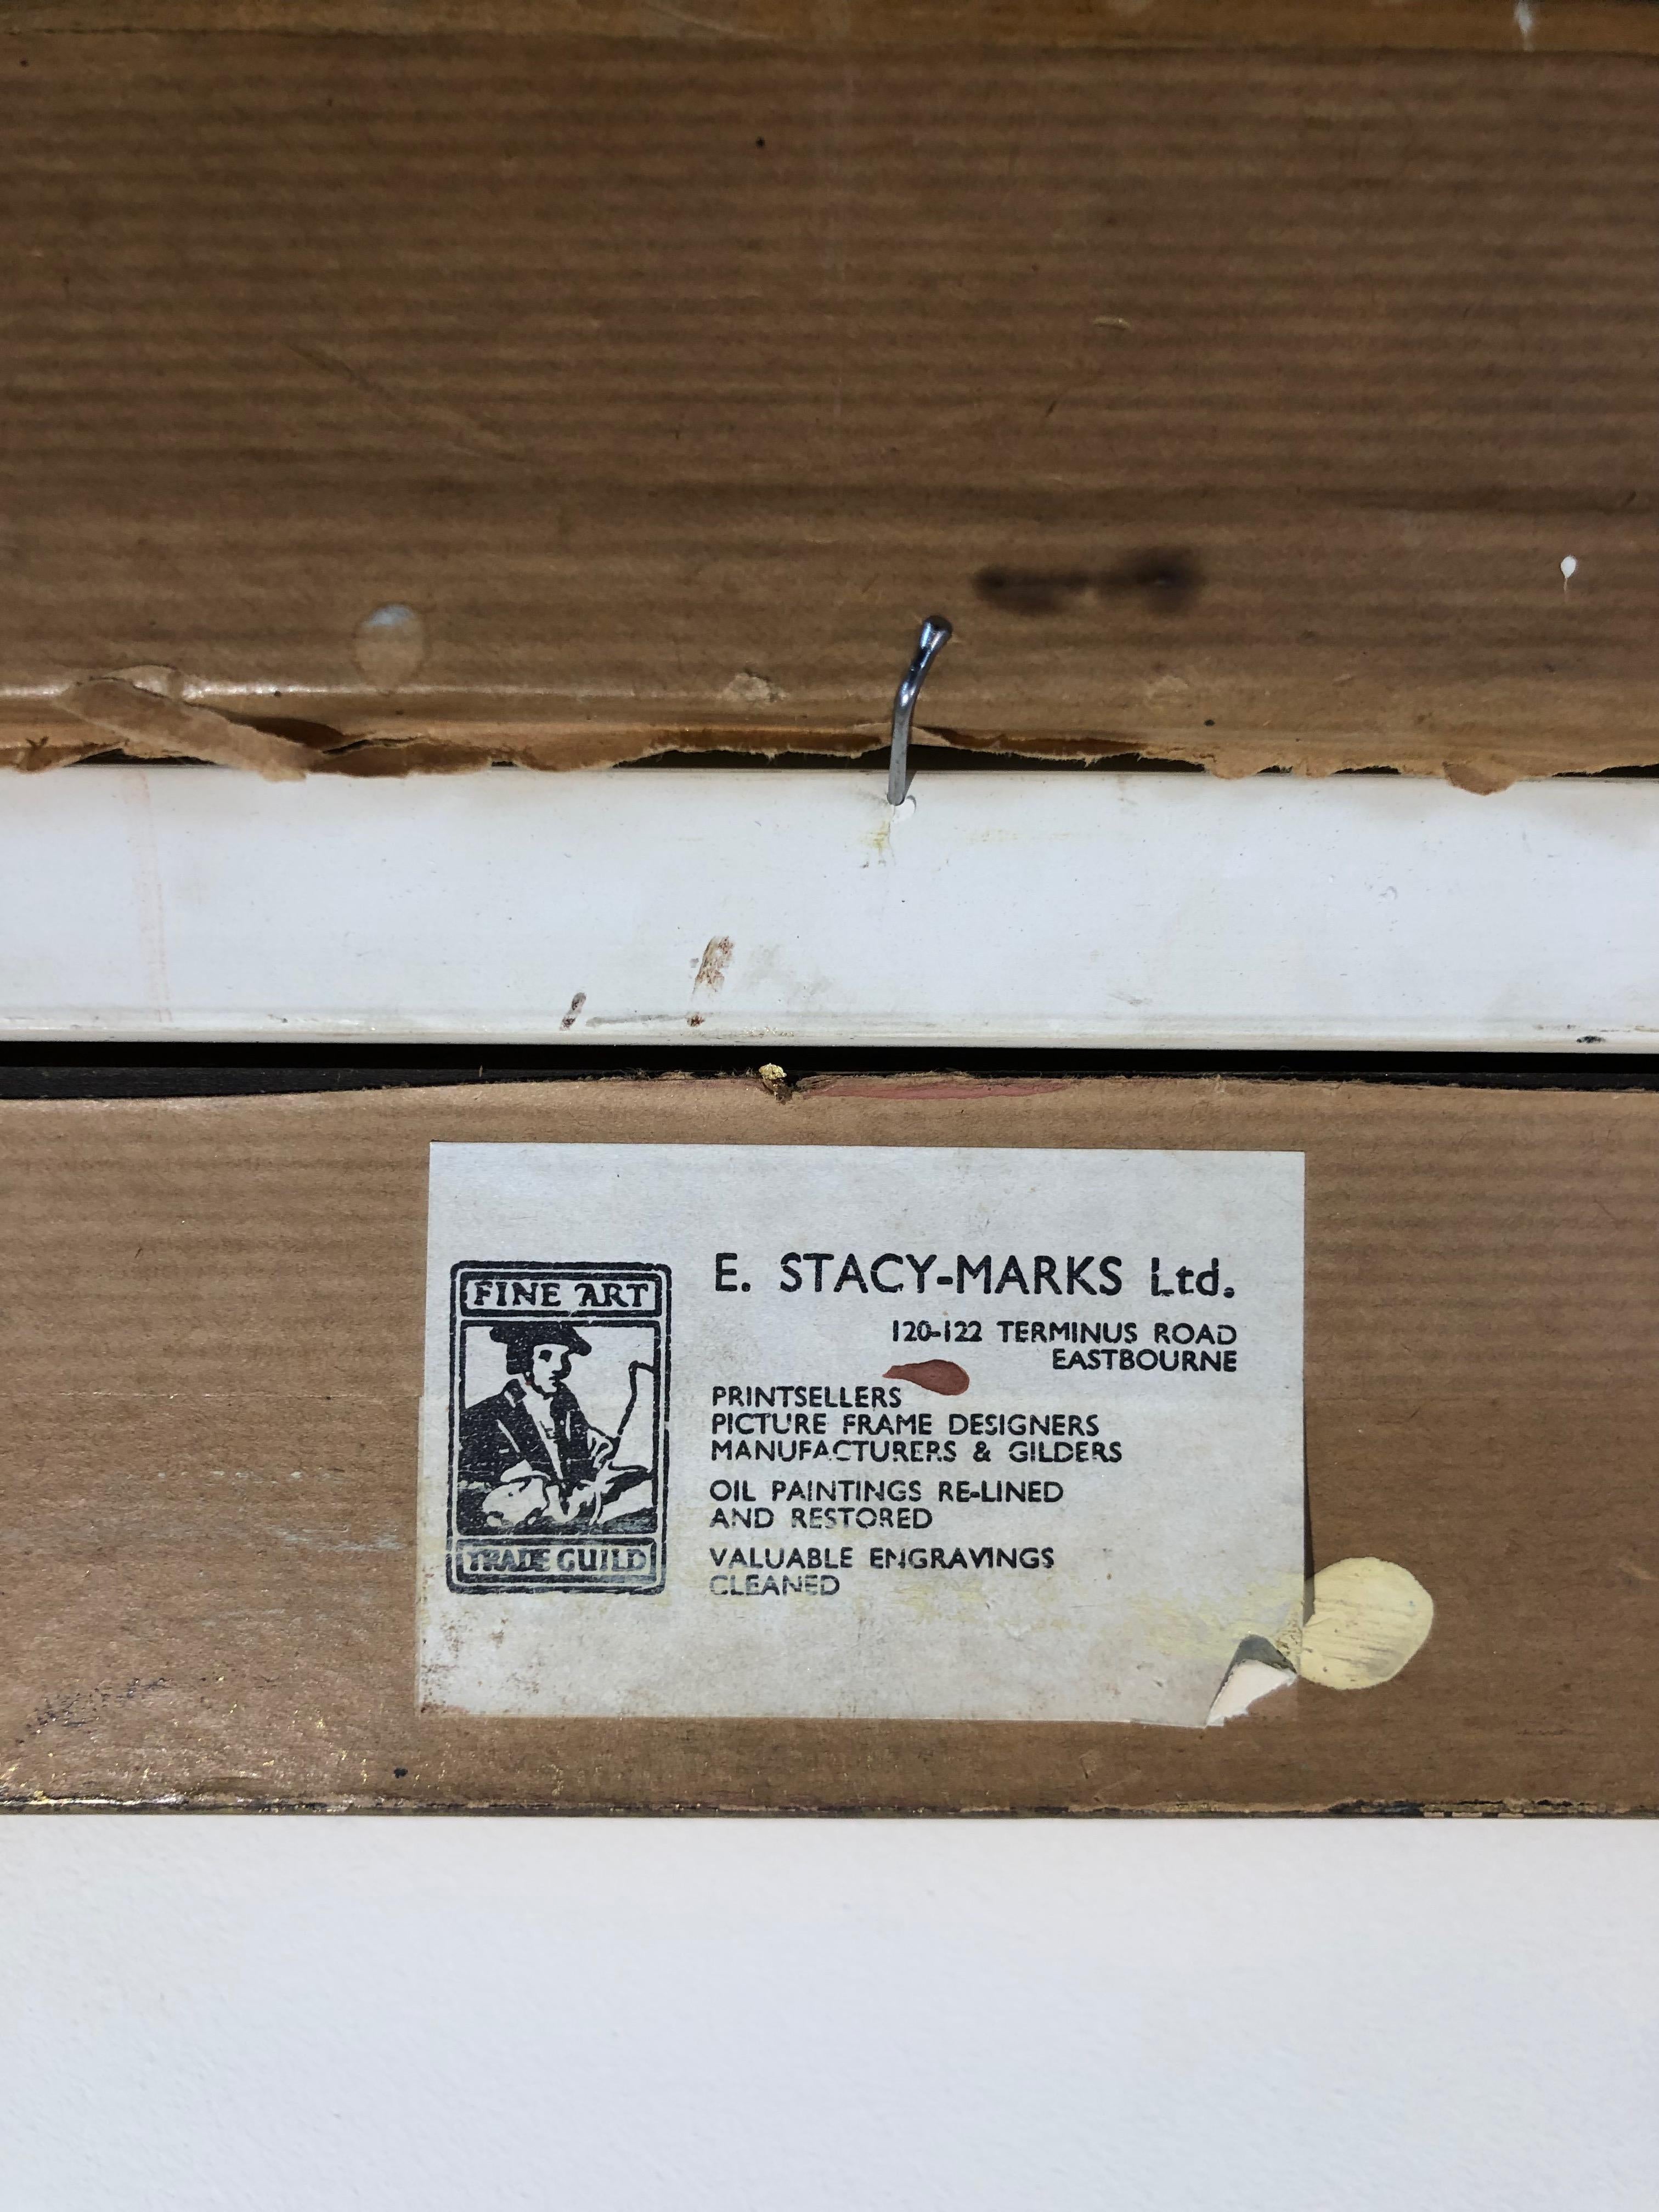 FINE ART
TRADE GUILD
E. STACY-MARKS Ltd.
120-122 TERMINUS ROAD
EASTBOURNE
PRINTSELLERS
PICTURE FRAME DESIGNERS
MANUFACTURERS & GILDERS
OIL PAINTINGS RE-LINED
AND RESTORED
VALUABLE ENGRAVINGS
CLEANED